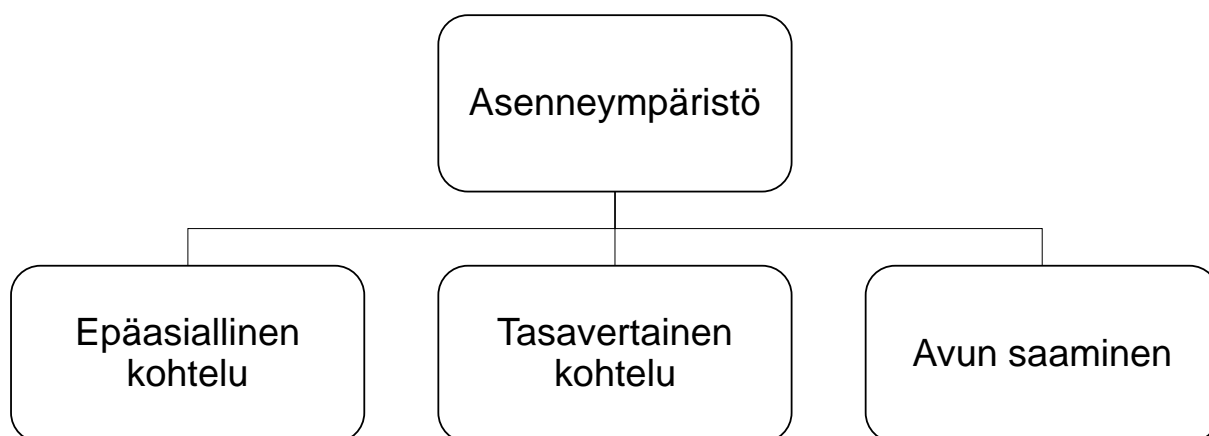 Asenneympäristö
Epäasiallinen
kohtelu
Tasavertainen
kohtelu
Avun saaminen